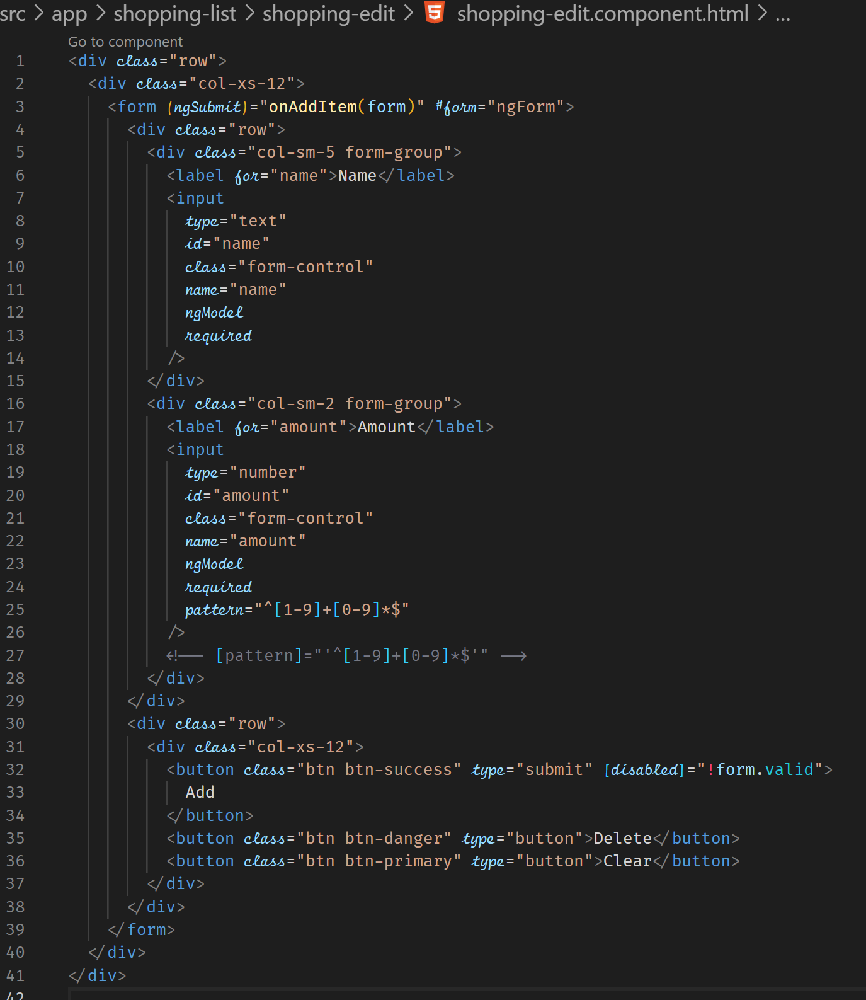 src > app > shopping-list > shopping-edit > shopping-edit.component.html > ...
Go to component
1 <div class="row">
2 <div class="col-xs-12">
3 <form (ngSubmit)="onAddItem(form)" #form="ngForm">
4 <div class="row">
5 <div class="col-sm-5 form-group">
6 <label for="name">Name</label>
7 <input
8 type="text"
9 id="name"
10 class="form-control"
11 name="name"
12 ngModel
13 required
14 />
15 </div>
16 <div class="col-sm-2 form-group">
17 <label for="amount">Amount</label>
18 <input
19 type="number"
20 id="amount"
21 class="form-control"
22 name="amount"
23 ngModel
24 required
25 pattern="^[1-9]+[0-9]*$"
26 />
27 <!-- [pattern]="'^[1-9]+[0-9]*$'" -->
28 </div>
29 </div>
30 <div class="row">
31 <div class="col-xs-12">
32 <button class="btn btn-success" type="submit" [disabled]="!form.valid">
33 Add
34 </button>
35 <button class="btn btn-danger" type="button">Delete</button>
36 <button class="btn btn-primary" type="button">Clear</button>
37 </div>
38 </div>
39 </form>
40 </div>
41 </div>
42